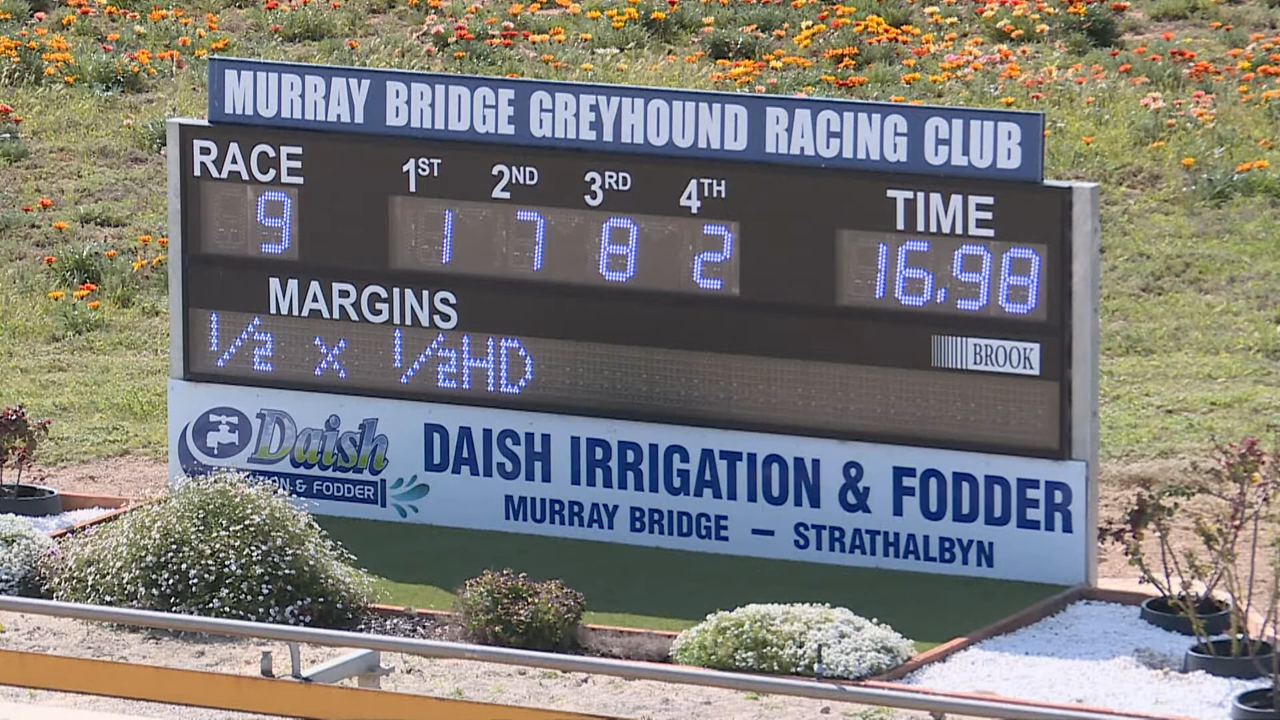 MURRAY BRIDGE GREYHOUND RACING CLUB
RACE 1ST 2ND 3RD 4TH TIME
9 1 7 8 2 16.98
MARGINS
1/2 x 1/2HD
BROOK
Daish
& FODDER
DAISH IRRIGATION & FODDER
MURRAY BRIDGE – STRATHALBYN